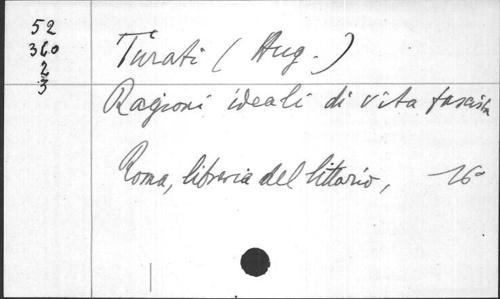 52
360
2
3
Turati (Aug.)
Ragioni ideali di vita fascista
Roma, libreria del littorio, 16°